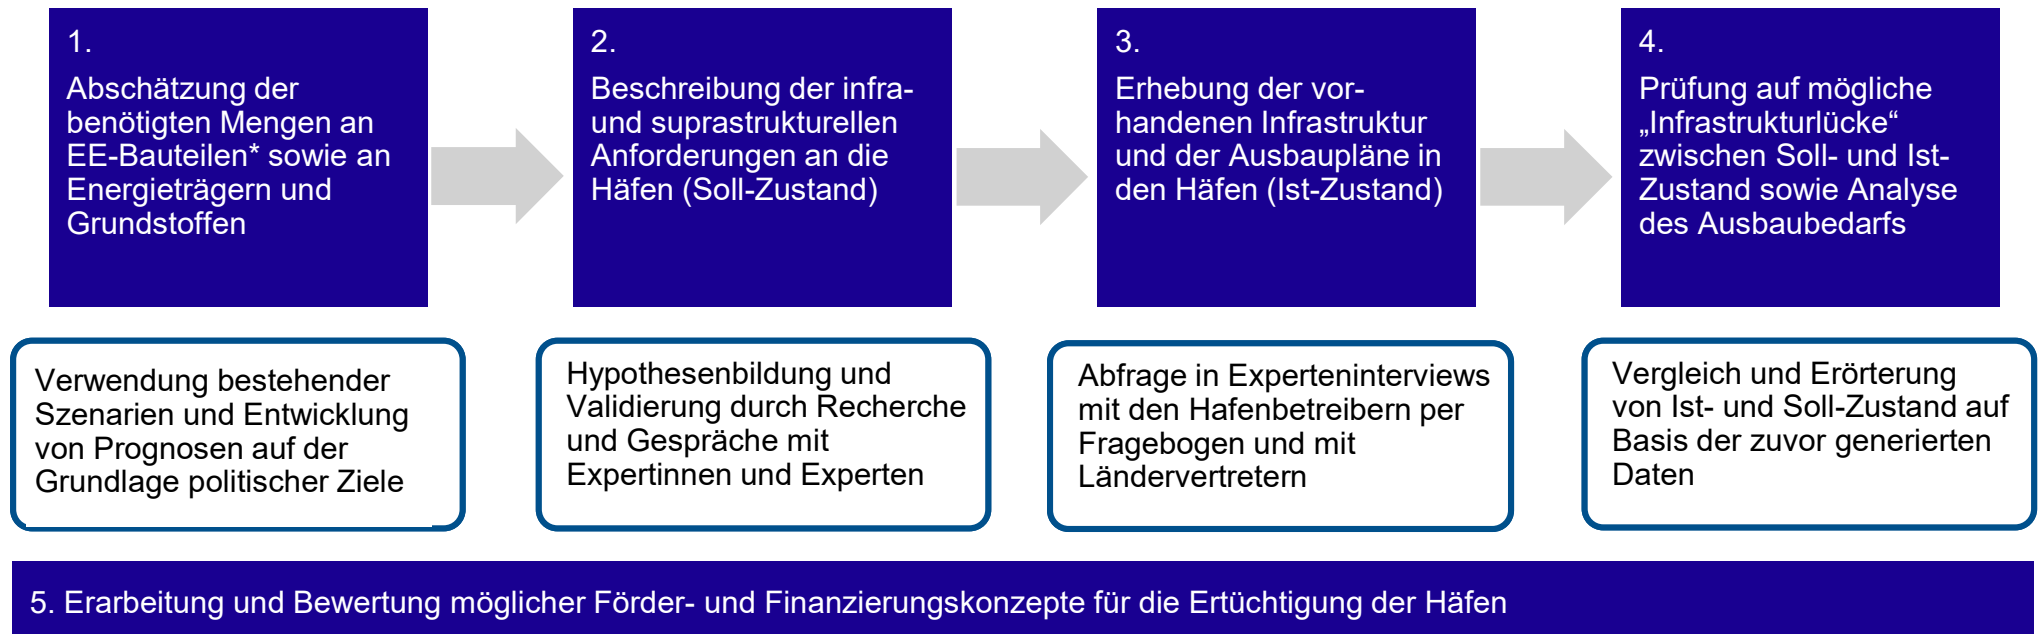 1.
Abschätzung der
benötigten Mengen an
EE-Bauteilen* sowie an
Energieträgern und
Grundstoffen
2.
Beschreibung der infra-
und suprastrukturellen
Anforderungen an die
Häfen (Soll-Zustand)
3.
Erhebung der vor-
handenen Infrastruktur
und der Ausbaupläne in
den Häfen (Ist-Zustand)
4.
Prüfung auf mögliche
„Infrastrukturlücke“
zwischen Soll- und Ist-
Zustand sowie Analyse
des Ausbaubedarfs
Verwendung bestehender
Szenarien und Entwicklung
von Prognosen auf der
Grundlage politischer Ziele
Hypothesenbildung und
Validierung durch Recherche
und Gespräche mit
Expertinnen und Experten
Abfrage in Experteninterviews
mit den Hafenbetreibern per
Fragebogen und mit
Ländervertretern
Vergleich und Erörterung
von Ist- und Soll-Zustand auf
Basis der zuvor generierten
Daten
5. Erarbeitung und Bewertung möglicher Förder- und Finanzierungskonzepte für die Ertüchtigung der Häfen